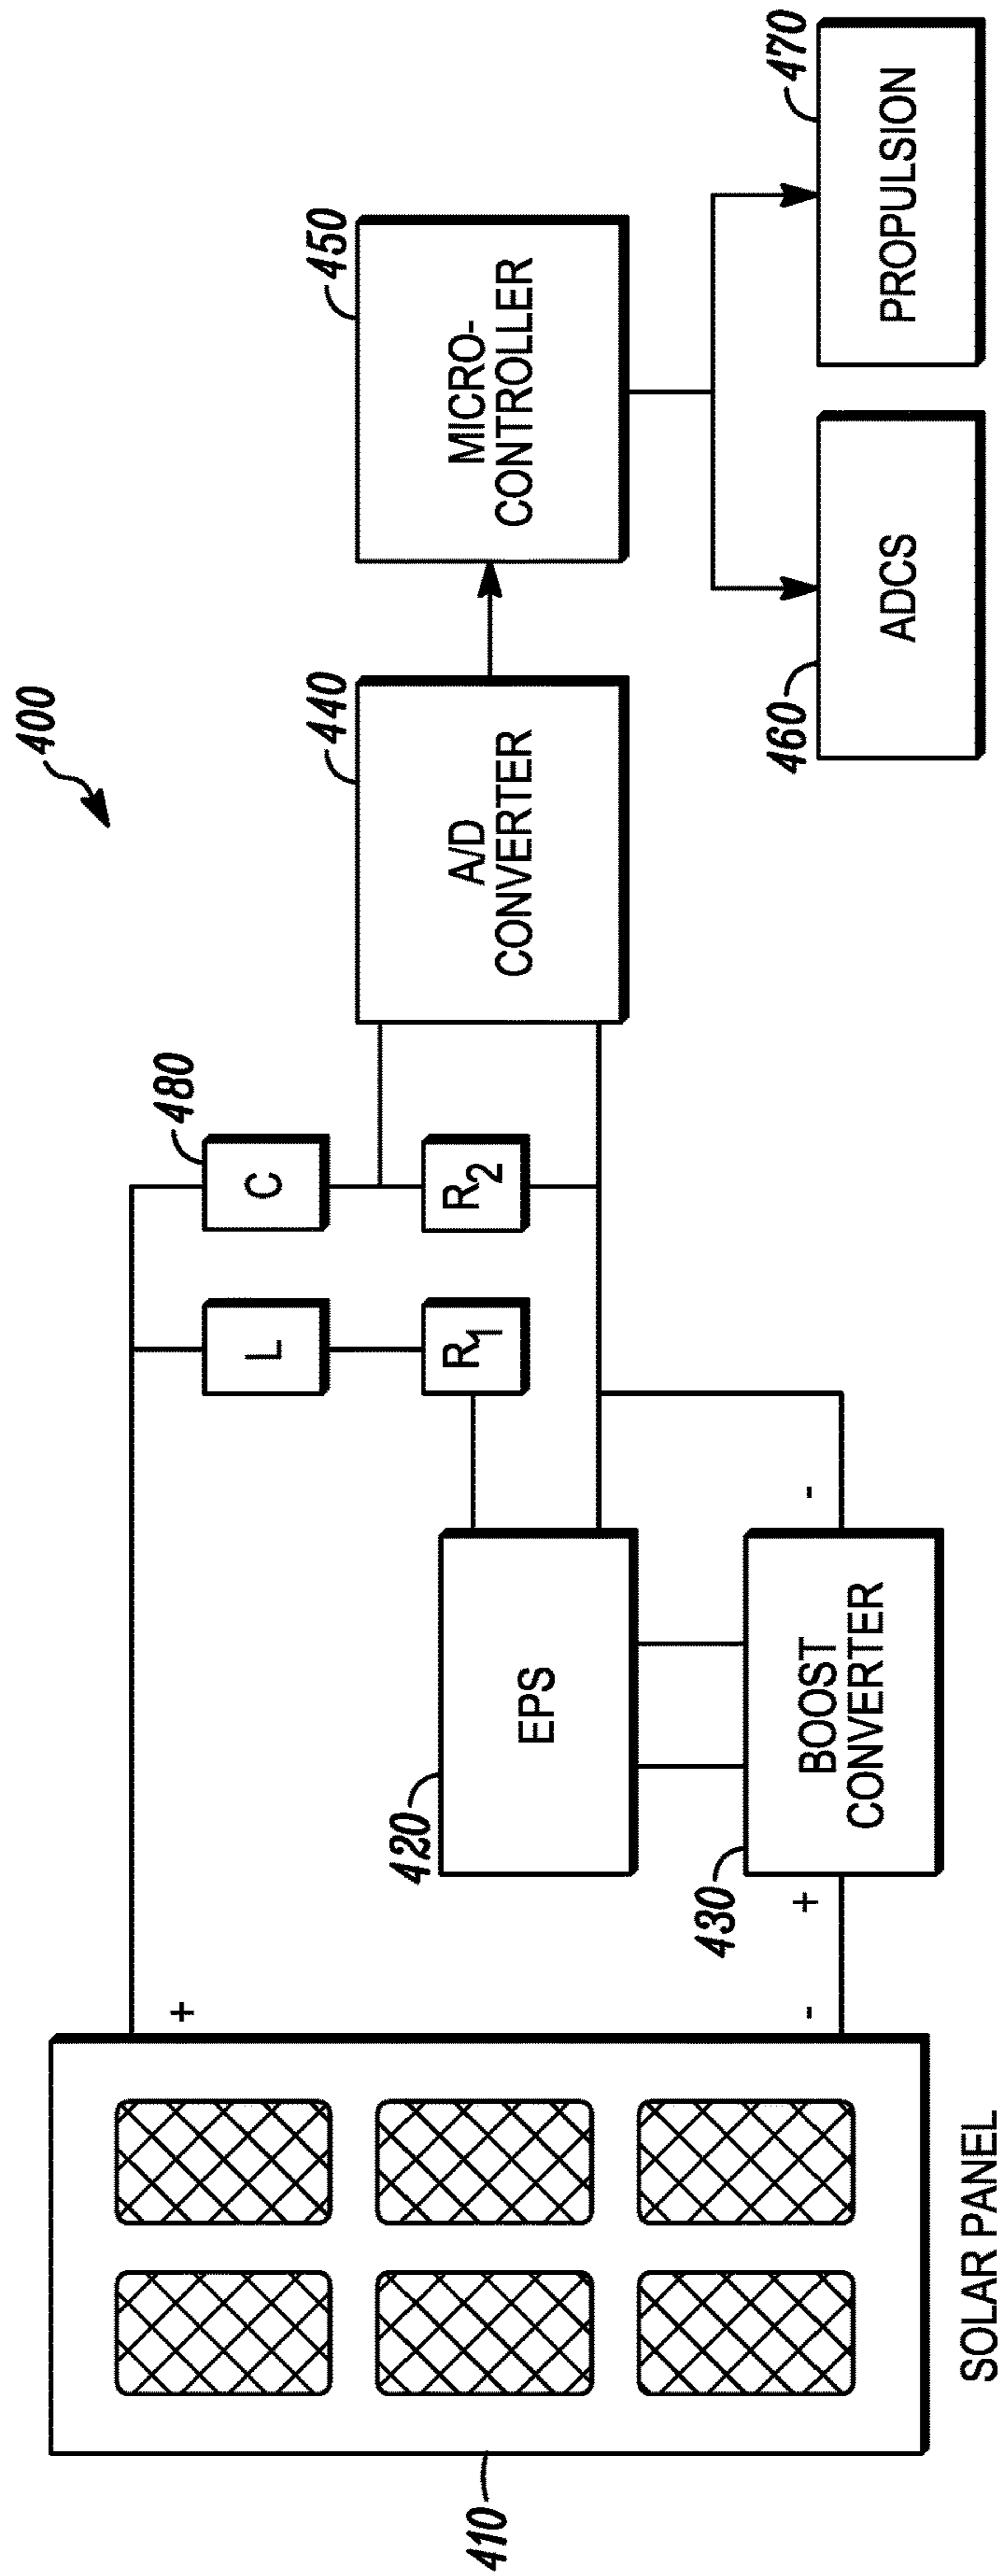 400
SOLAR PANEL
410
+
-
+
-
EPS
420
BOOST
CONVERTER
430
L
R1
C
480
R2
A/D
CONVERTER
440
MICRO-
CONTROLLER
450
ADCS
460
PROPULSION
470